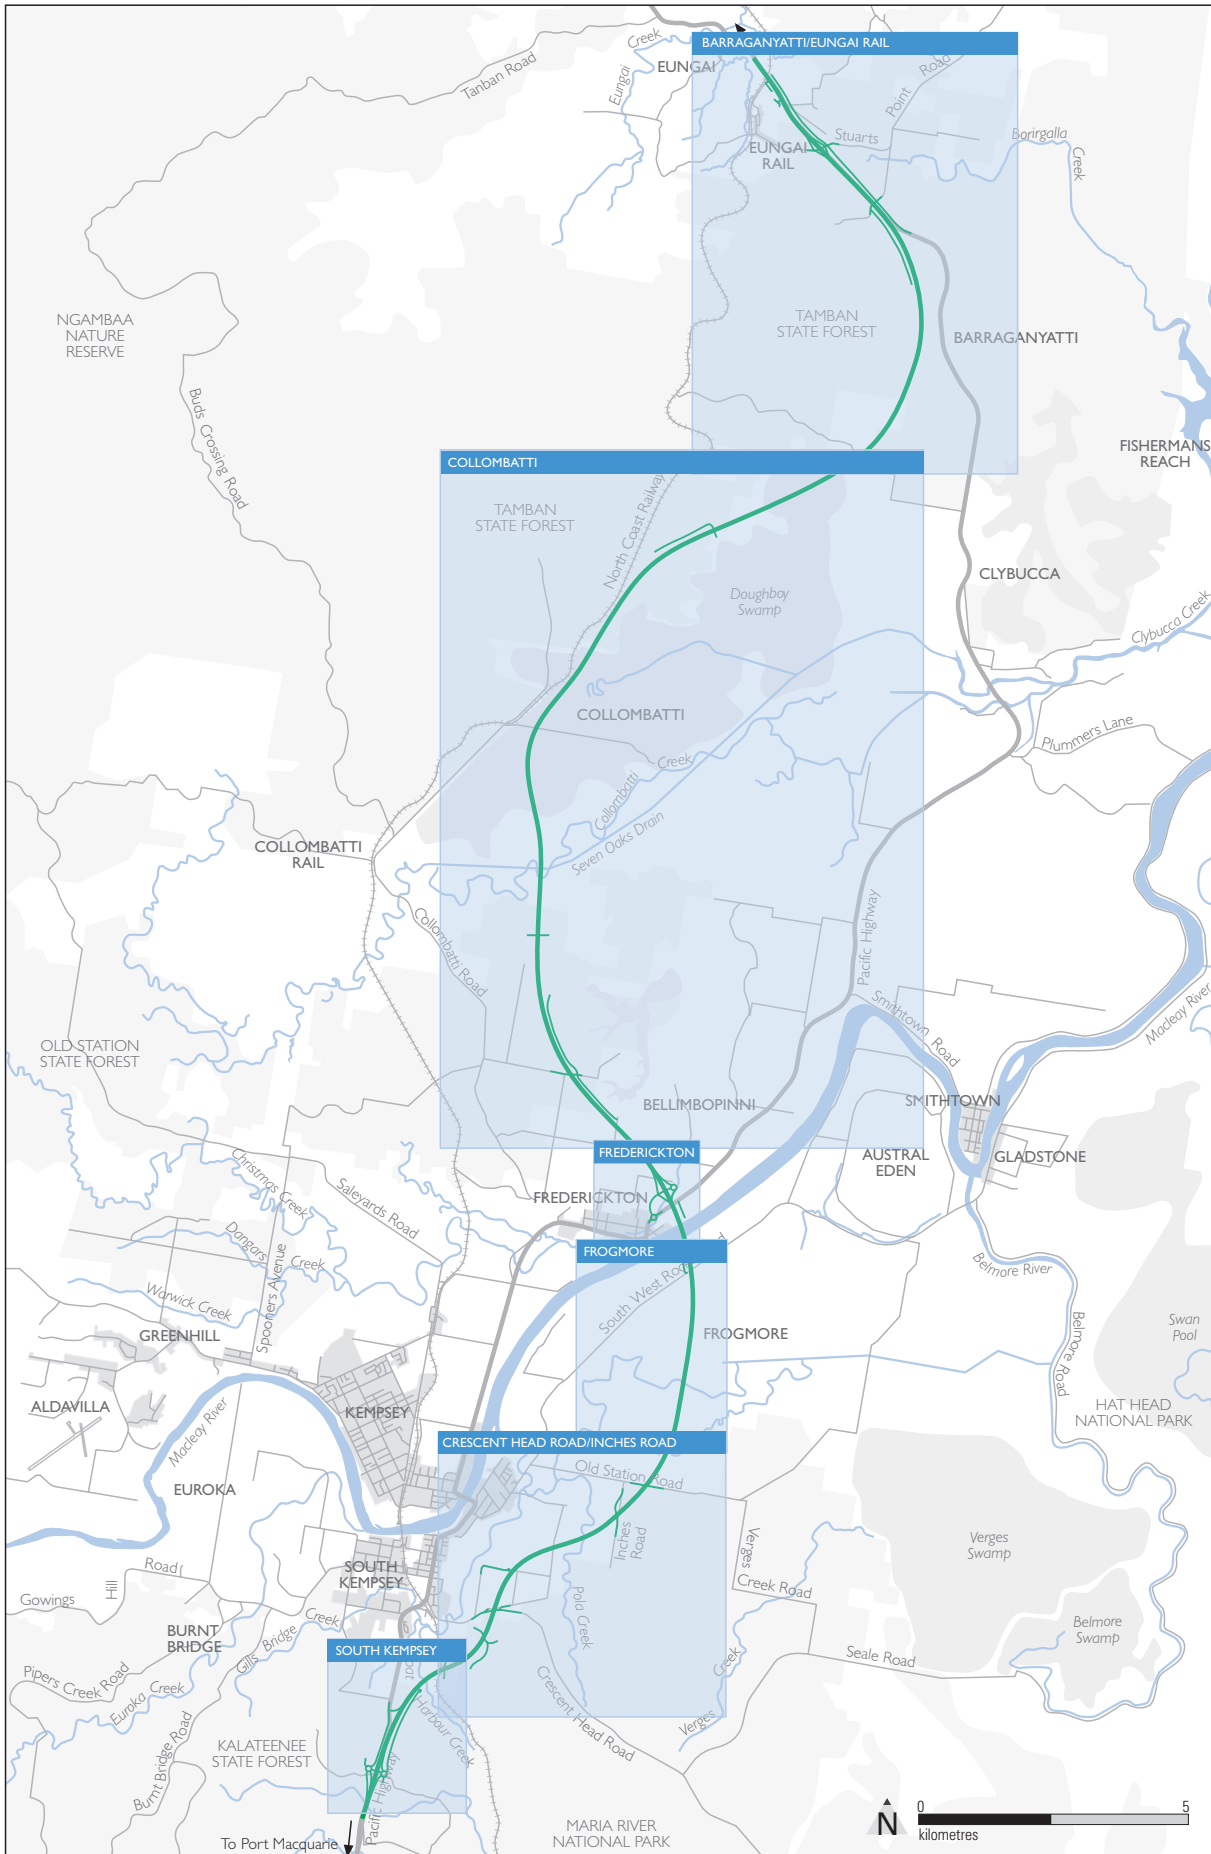 BARRAGANYATTI/EUNGAI RAIL
Creek
EUNGAI
Tanban Road
Eungai
Road
Point
Stuarts
Borirgalla
Creek
EUNGAI
RAIL
NGAMBAA
NATURE
RESERVE
TAMBAN
STATE FOREST
BARRAGANYATTI
Buds Crossing Road
FISHERMANS
REACH
COLLOMBATTI
TAMBAN
STATE FOREST
North Coast Railway
Doughboy
Swamp
CLYBUCCA
Clybucca Creek
COLLOMBATTI
Plummers Lane
Creek
Collombatti
Seven Oaks Drain
COLLOMBATTI
RAIL
Collombatti Road
Pacific Highway
Smithtown Road
Macleay River
OLD STATION
STATE FOREST
BELLIMBOPINNI
SMITHTOWN
AUSTRAL
EDEN
GLADSTONE
FREDERICKTON
Christmas Creek
Saleyards Road
FREDERICKTON
Dangars
Creek
FROGMORE
South West Ro
Belmore River
Warwick Creek
Spooners Avenue
GREENHILL
FROGMORE
Belmore Road
Swan
Pool
ALDAVILLA
KEMPSEY
Macleay River
HAT HEAD
NATIONAL PARK
CRESCENT HEAD ROAD/INCHES ROAD
Old Station Road
EUROKA
Inches
Road
Verges
Creek Road
Verges
Swamp
SOUTH
KEMPSEY
Road
Hill
Gowings
Pola Creek
BURNT
BRIDGE
Creek
Gills Bridge
Belmore
Swamp
SOUTH KEMPSEY
Seale Road
Pipers Creek Road
Euroka Creek
oat
Harbour Creek
Crescent Head Road
Creek
Verges
KALATEENEE
STATE FOREST
Burnt Bridge Road
Pacific Highway
MARIA RIVER
NATIONAL PARK
To Port Macquarie
N
0
5
kilometres